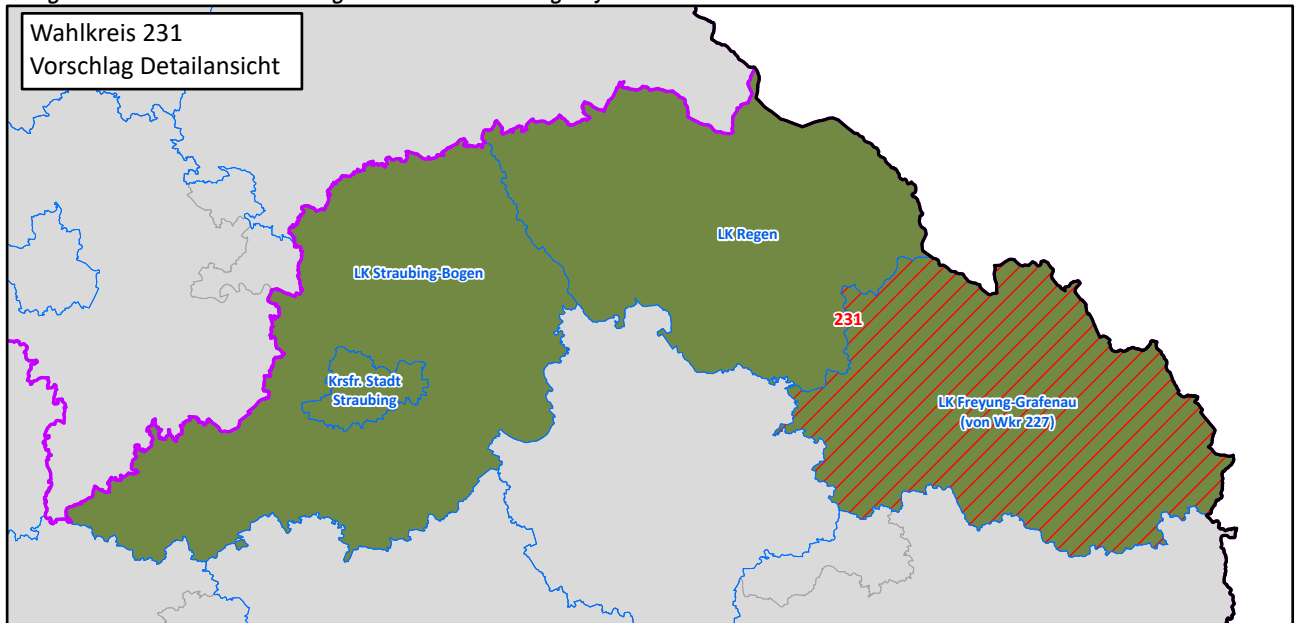 Wahlkreis 231
Vorschlag Detailansicht
LK Regen
LK Straubing-Bogen
231
Krsfr. Stadt
Straubing
LK Freyung-Grafenau
(von Wkr 227)